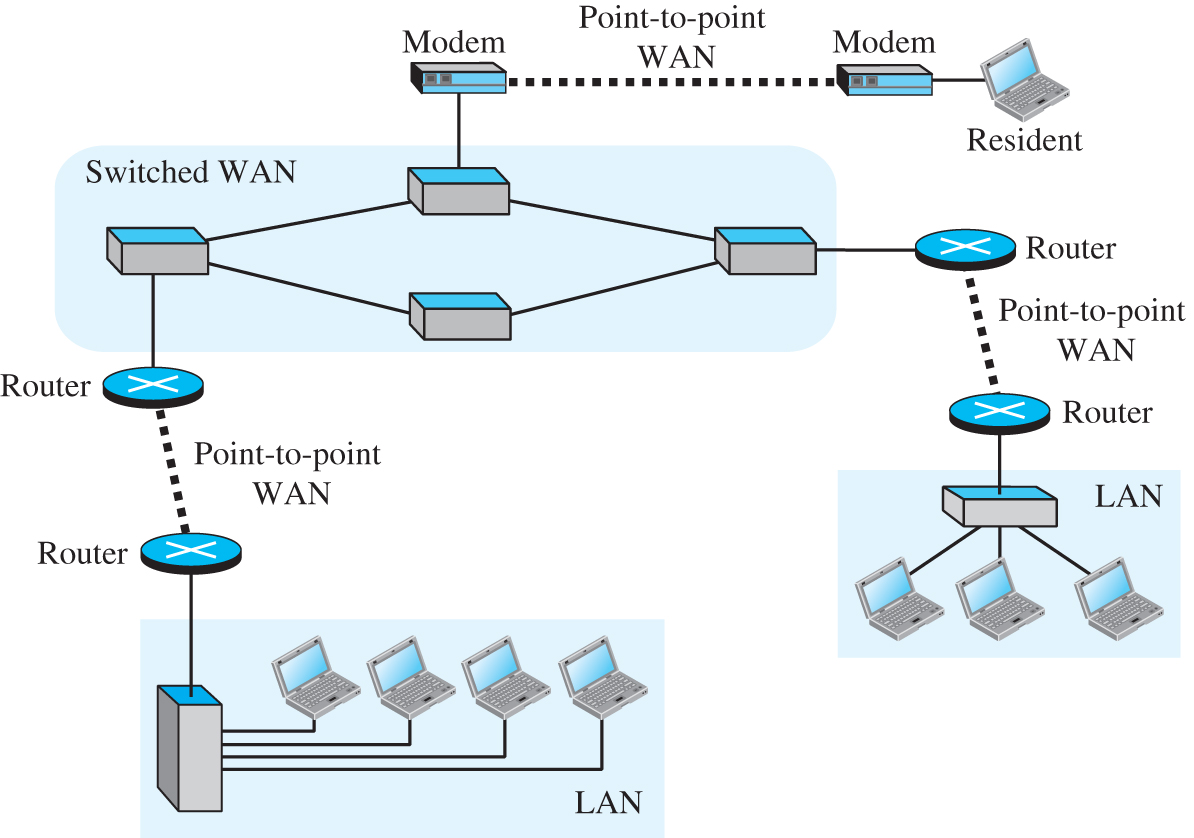 Point-to-point
WAN
Modem
Modem
Resident
Switched WAN
Router
Point-to-point
WAN
Router
Router
Point-to-point
WAN
LAN
Router
LAN